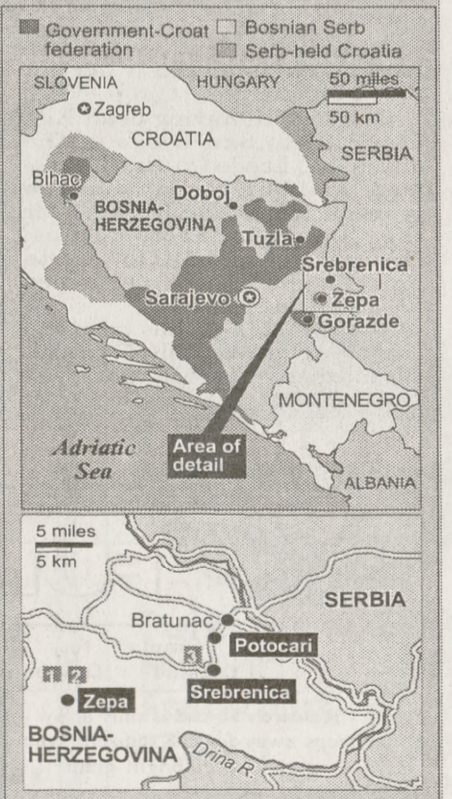 Government-Croat federation
Bosnian Serb
Serb-held Croatia
SLOVENIA
HUNGARY
50 miles
50 km
Zagreb
CROATIA
SERBIA
Bihac
Doboj
BOSNIA-
HERZEGOVINA
Tuzla
Srebrenica
Sarajevo
Zepa
Gorazde
MONTENEGRO
Adriatic
Sea
Area of
detail
ALBANIA
5 miles
5 km
SERBIA
Bratunac
Potocari
3
1
2
Srebrenica
Zepa
BOSNIA-
HERZEGOVINA
Drina R.